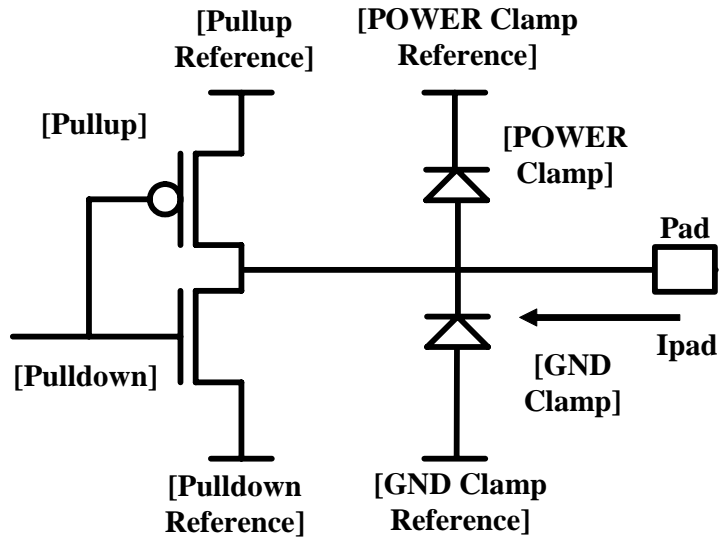 [Pullup
Reference]
[POWER Clamp
Reference]
[Pullup]
[POWER
Clamp]
Pad
Ipad
[Pulldown]
[GND
Clamp]
[Pulldown
Reference]
[GND Clamp
Reference]